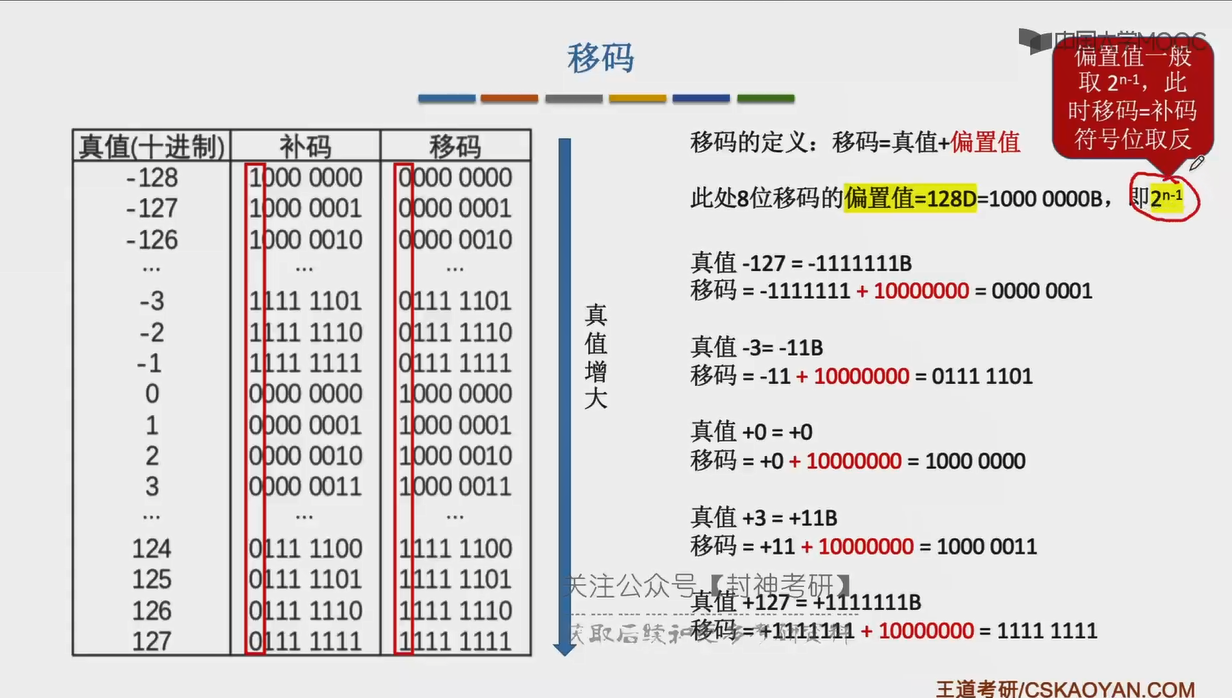 中国大学MOOC
移码
偏置值一般
取 2ⁿ⁻¹，此
时移码=补码
符号位取反
真值(十进制) 补码 移码
-128 1000 0000 0000 0000
-127 1000 0001 0000 0001
-126 1000 0010 0000 0010
... ... ...
-3 1111 1101 0111 1101
-2 1111 1110 0111 1110
-1 1111 1111 0111 1111
0 0000 0000 1000 0000
1 0000 0001 1000 0001
2 0000 0010 1000 0010
3 0000 0011 1000 0011
... ... ...
124 0111 1100 1111 1100
125 0111 1101 1111 1101
126 0111 1110 1111 1110
127 0111 1111 1111 1111
真
值
增
大
移码的定义：移码=真值+偏置值
此处8位移码的偏置值=128D=1000 0000B，即2ⁿ⁻¹
真值 -127 = -1111111B
移码 = -1111111 + 10000000 = 0000 0001
真值 -3= -11B
移码 = -11 + 10000000 = 0111 1101
真值 +0 = +0
移码 = +0 + 10000000 = 1000 0000
真值 +3 = +11B
移码 = +11 + 10000000 = 1000 0011
关注公众号【封神考研】
真值 +127 = +1111111B
移码 = +1111111 + 10000000 = 1111 1111
获取后续和更多考研资料
王道考研/CSKAOYAN.COM